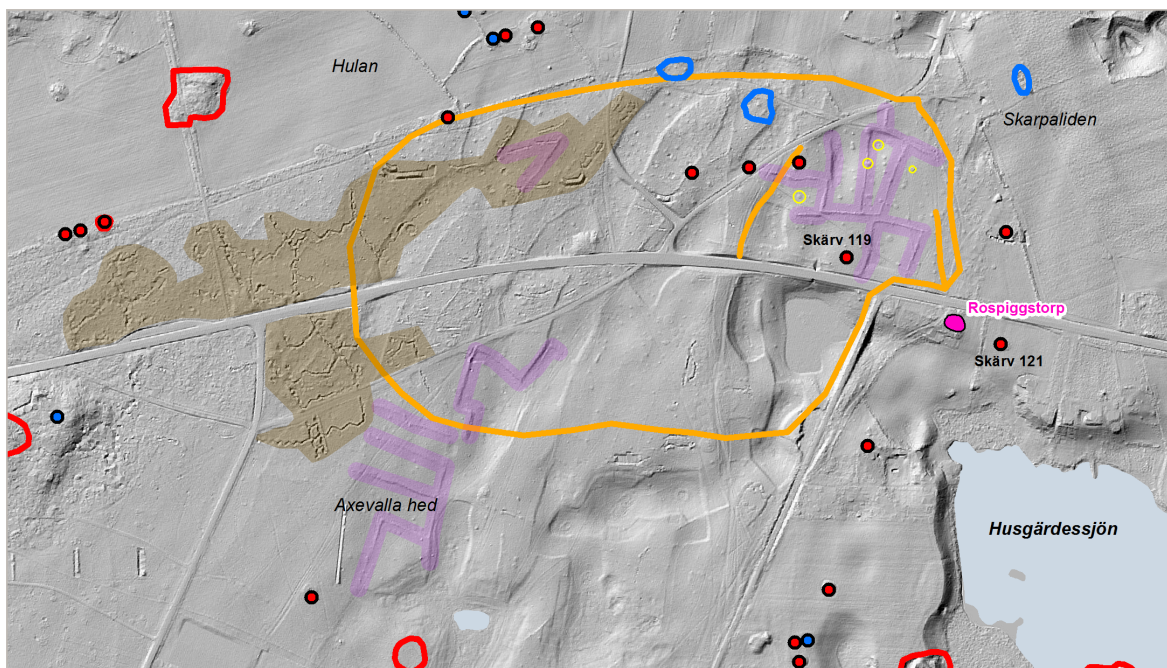 Hulan
Skarpaliden
Skärv 119
Rospiggstorp
Skärv 121
Axevalla hed
Husgärdessjön